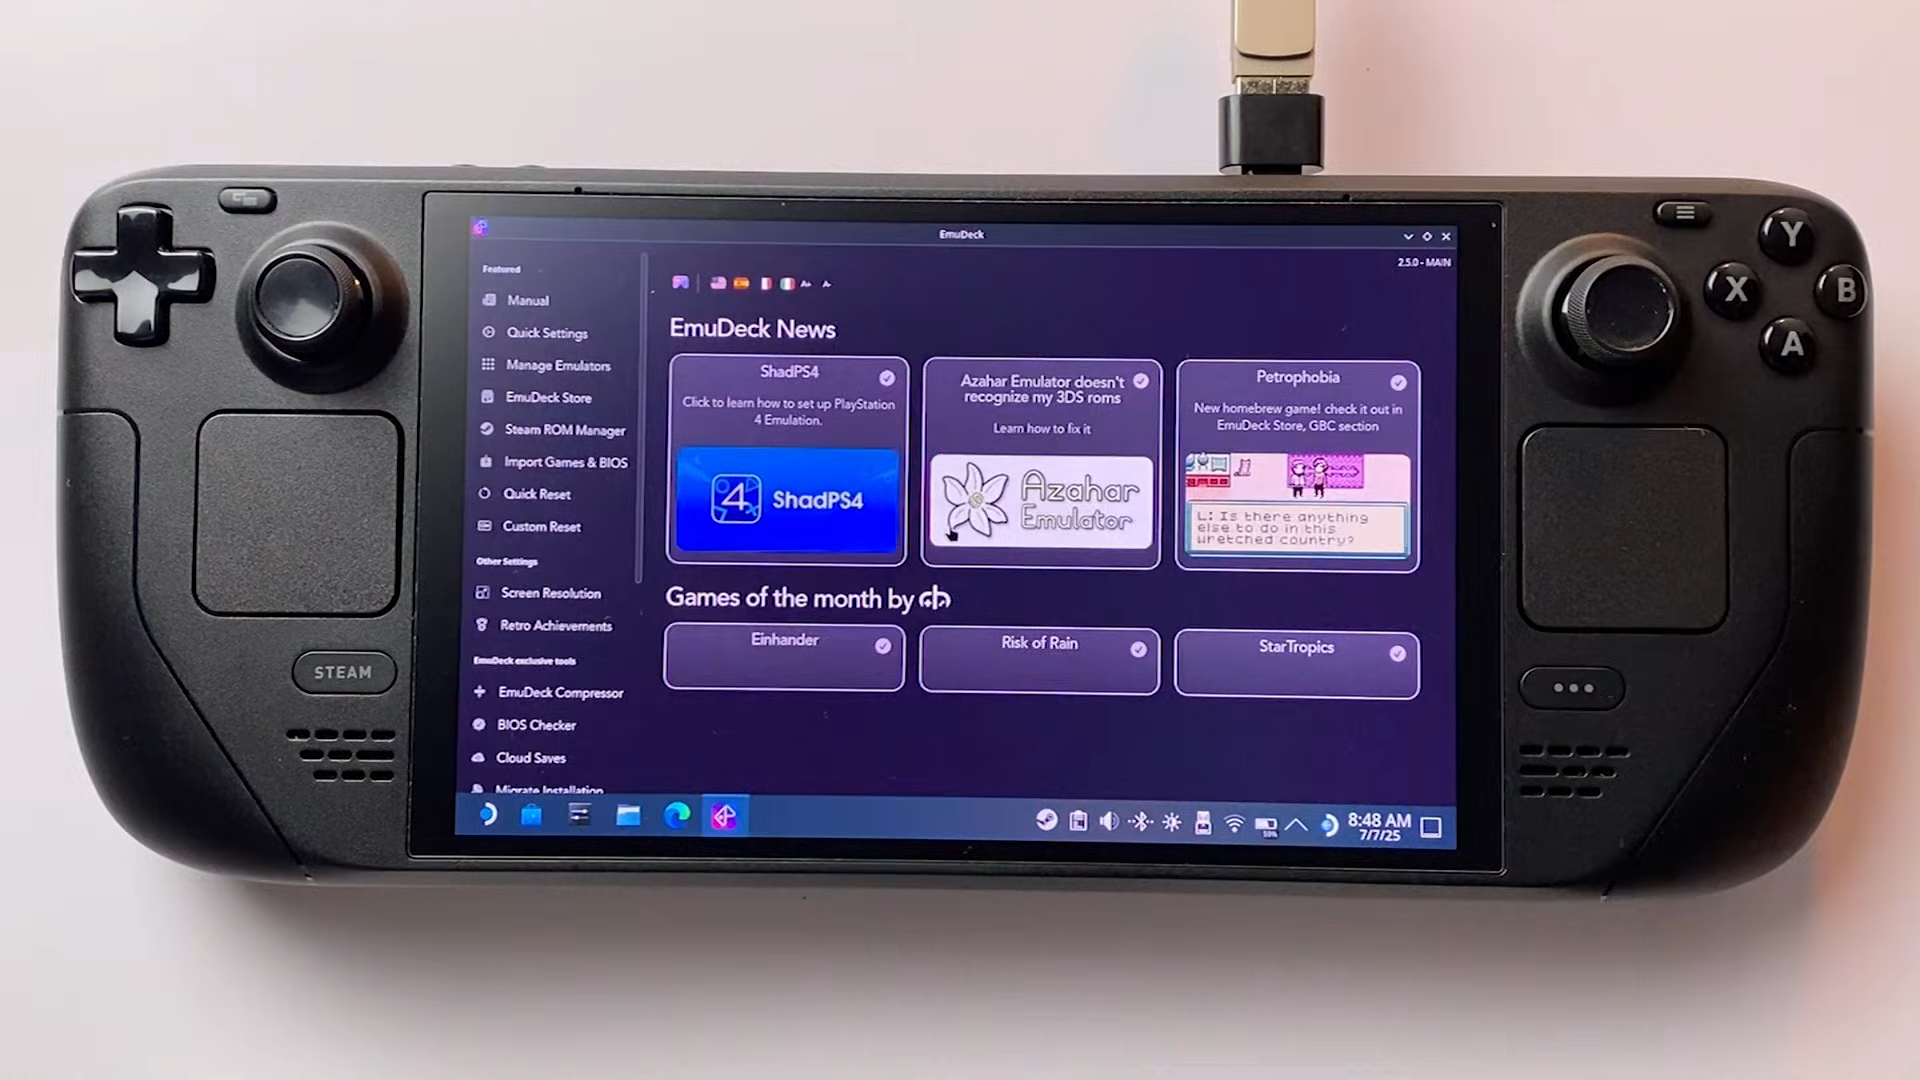 EmuDeck
2.5.0 - MAIN
Featured
Manual
Quick Settings
Manage Emulators
EmuDeck Store
Steam ROM Manager
Import Games & BIOS
Quick Reset
Custom Reset
Other Settings
Screen Resolution
Retro Achievements
EmuDeck exclusive tools
EmuDeck Compressor
BIOS Checker
Cloud Saves
Migrate Installation
A+ A-
EmuDeck News
ShadPS4
Click to learn how to set up PlayStation
4 Emulation.
4 ShadPS4
Azahar Emulator doesn't
recognize my 3DS roms
Learn how to fix it
Azahar
Emulator
Petrophobia
New homebrew game! check it out in
EmuDeck Store, GBC section
L: Is there anything
else to do in this
wretched country?
Games of the month by
Einhander
Risk of Rain
StarTropics
59%
8:48 AM
7/7/25
STEAM
Y
X
B
A